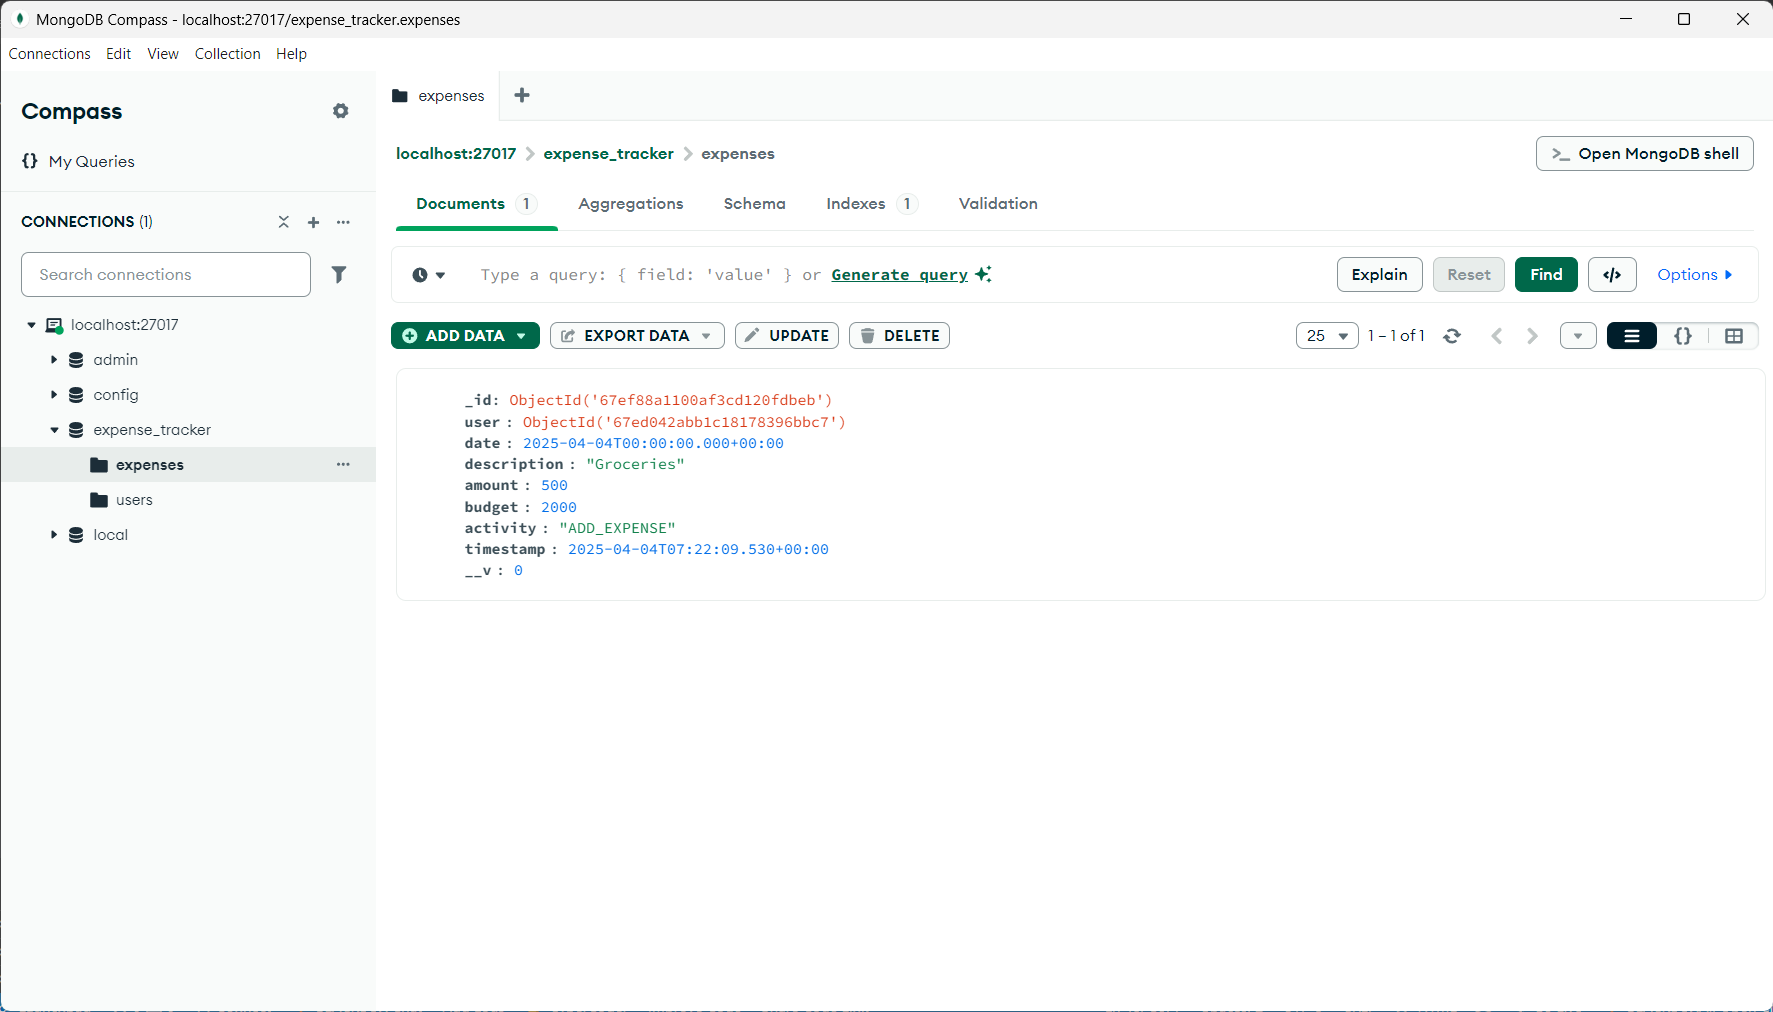 MongoDB Compass - localhost:27017/expense_tracker.expenses
Connections Edit View Collection Help
Compass
{} My Queries
CONNECTIONS (1)
Search connections
localhost:27017
admin
config
expense_tracker
expenses
users
local
expenses
localhost:27017 > expense_tracker > expenses
>_ Open MongoDB shell
Documents 1 Aggregations Schema Indexes 1 Validation
Type a query: { field: 'value' } or Generate query
Explain Reset Find </> Options
ADD DATA EXPORT DATA UPDATE DELETE
25 1 – 1 of 1 {}
_id: ObjectId('67ef88a1100af3cd120fdbeb')
user : ObjectId('67ed042abb1c18178396bbc7')
date : 2025-04-04T00:00:00.000+00:00
description : "Groceries"
amount : 500
budget : 2000
activity : "ADD_EXPENSE"
timestamp : 2025-04-04T07:22:09.530+00:00
__v : 0